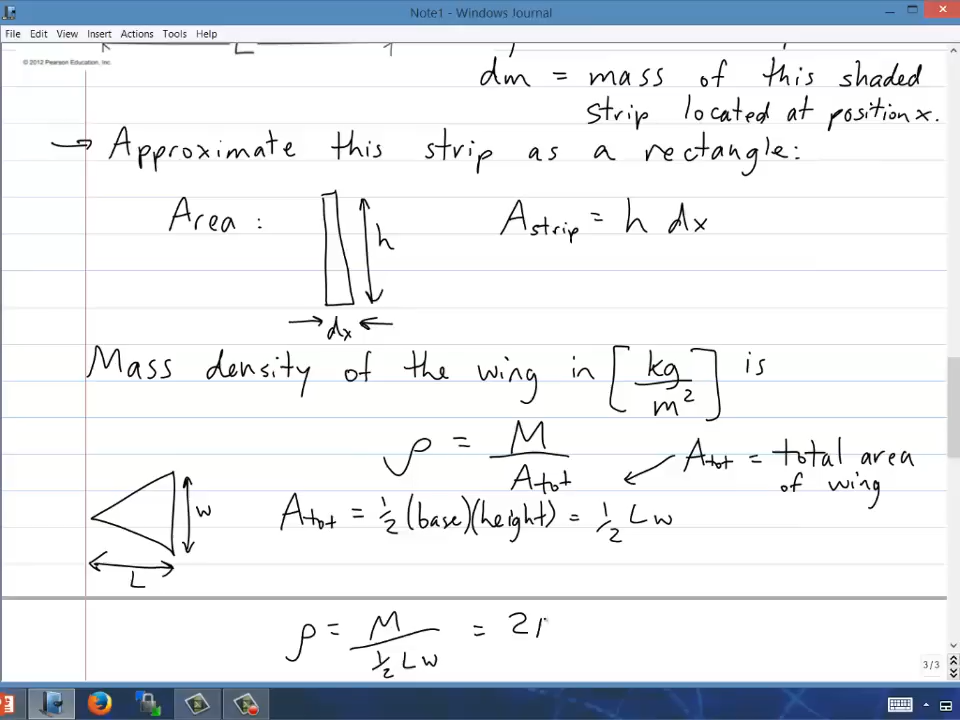 Note1 - Windows Journal
File Edit View Insert Actions Tools Help
L
© 2012 Pearson Education, Inc.
dm = mass of this shaded
strip located at position x.
→ Approximate this strip as a rectangle:
Area : h A_strip = h dx
dx
Mass density of the wing in [kg/m²] is
ρ = M/A_tot
A_tot = total area
of wing
w A_tot = ½ (base)(height) = ½ L w
L
ρ = M/(½ L w) = 2
3/3